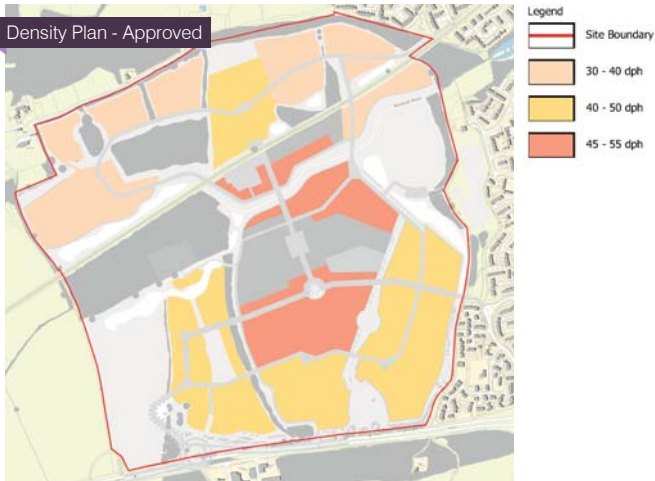 Density Plan - Approved
Legend
Site Boundary
30 - 40 dph
40 - 50 dph
45 - 55 dph